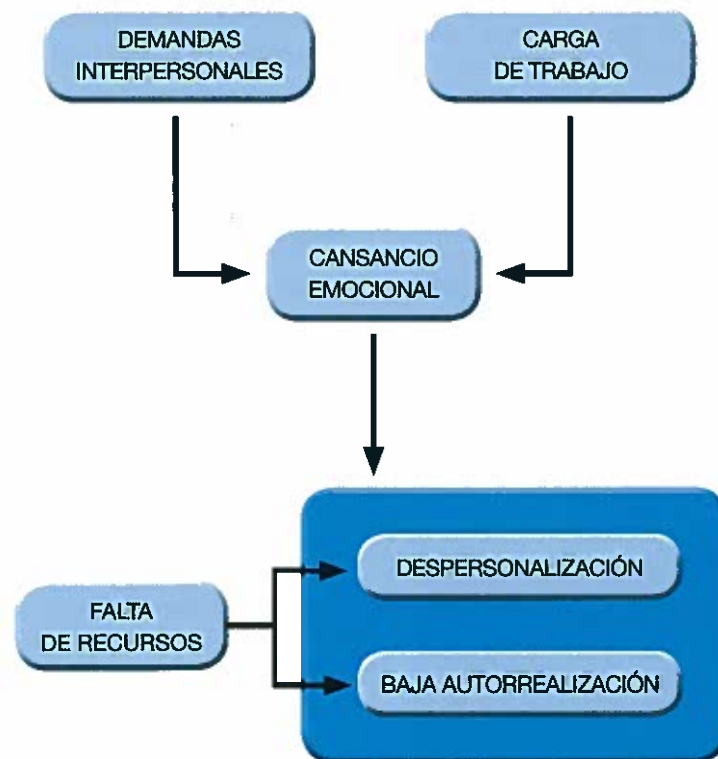 DEMANDAS
INTERPERSONALES
CARGA
DE TRABAJO
CANSANCIO
EMOCIONAL
DESPERSONALIZACIÓN
FALTA
DE RECURSOS
BAJA AUTORREALIZACIÓN